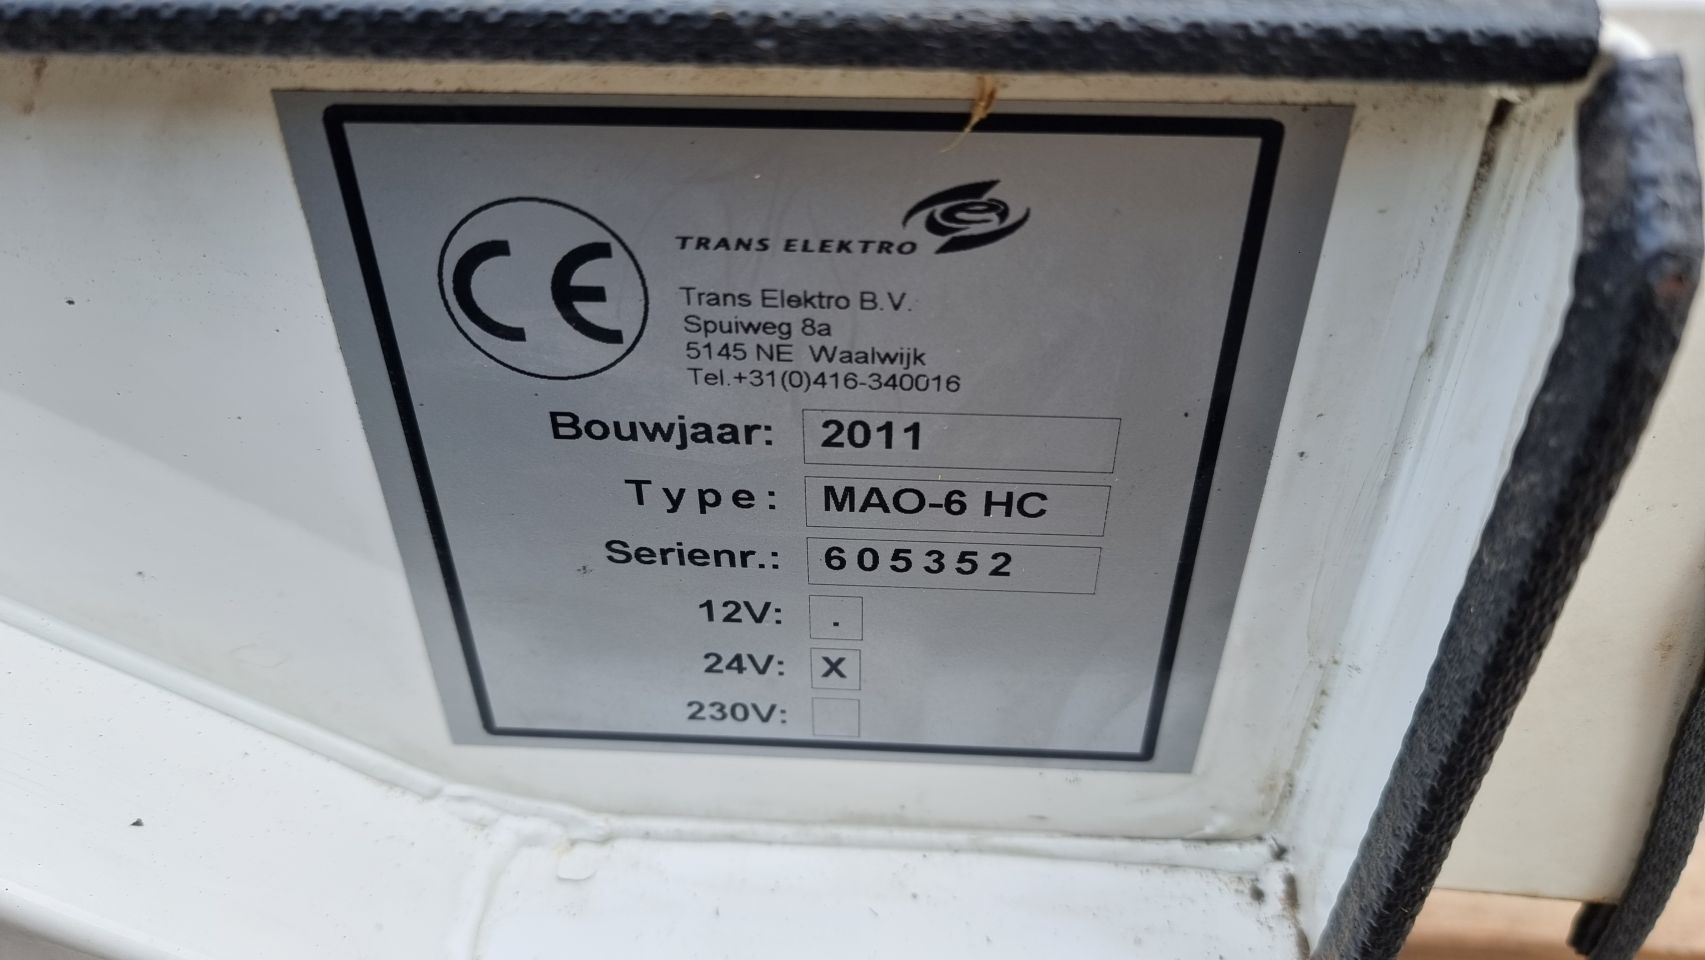 CE
TRANS ELEKTRO
Trans Elektro B.V.
Spuiweg 8a
5145 NE Waalwijk
Tel.+31(0)416-340016
Bouwjaar: 2011
Type: MAO-6 HC
Serienr.: 605352
12V: .
24V: X
230V: